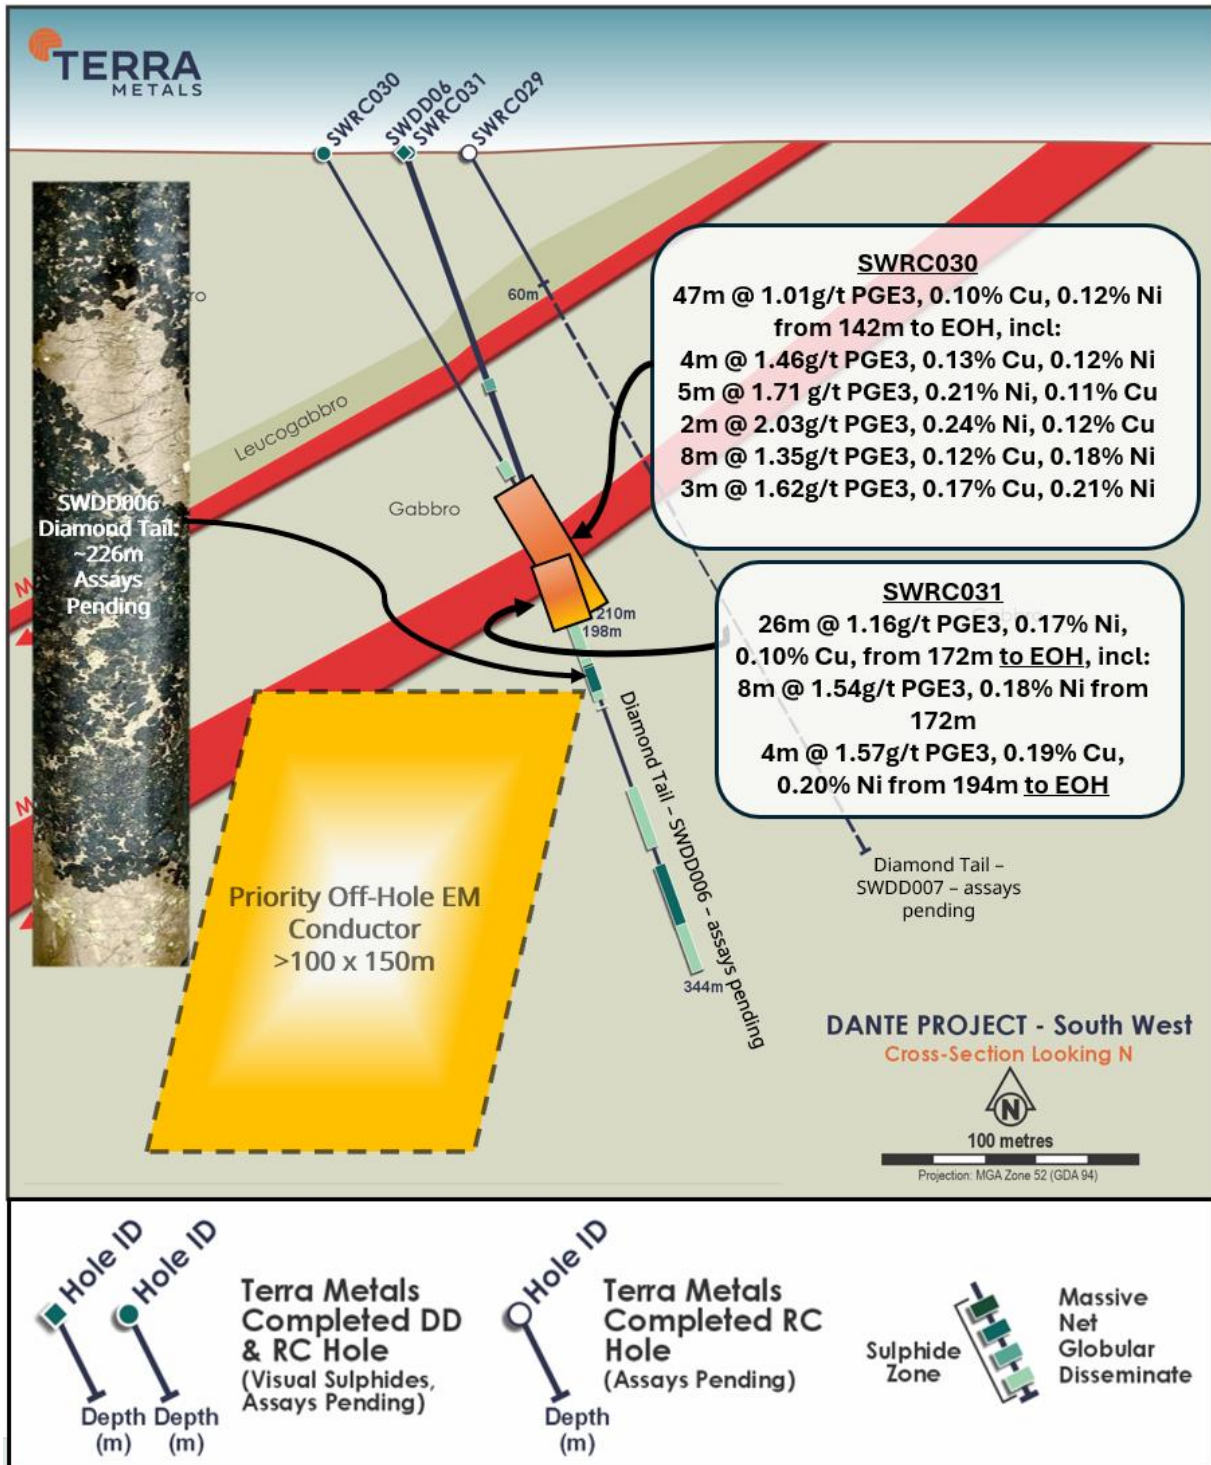 TERRA
METALS
SWRC030
SWDD06
SWRC031
SWRC029
60m
Leucogabbro
Gabbro
SWDD006
Diamond Tail:
~226m
Assays
Pending
SWRC030
47m @ 1.01g/t PGE3, 0.10% Cu, 0.12% Ni
from 142m to EOH, incl:
4m @ 1.46g/t PGE3, 0.13% Cu, 0.12% Ni
5m @ 1.71 g/t PGE3, 0.21% Ni, 0.11% Cu
2m @ 2.03g/t PGE3, 0.24% Ni, 0.12% Cu
8m @ 1.35g/t PGE3, 0.12% Cu, 0.18% Ni
3m @ 1.62g/t PGE3, 0.17% Cu, 0.21% Ni
210m
198m
SWRC031
26m @ 1.16g/t PGE3, 0.17% Ni,
0.10% Cu, from 172m to EOH, incl:
8m @ 1.54g/t PGE3, 0.18% Ni from
172m
4m @ 1.57g/t PGE3, 0.19% Cu,
0.20% Ni from 194m to EOH
Diamond Tail – SWDD006 – assays pending
344m
Diamond Tail –
SWDD007 – assays
pending
Priority Off-Hole EM
Conductor
>100 x 150m
DANTE PROJECT - South West
Cross-Section Looking N
N
100 metres
Projection: MGA Zone 52 (GDA 94)
Hole ID
Hole ID
Depth
(m)
Depth
(m)
Terra Metals
Completed DD
& RC Hole
(Visual Sulphides,
Assays Pending)
Hole ID
Depth
(m)
Terra Metals
Completed RC
Hole
(Assays Pending)
Sulphide
Zone
Massive
Net
Globular
Disseminate